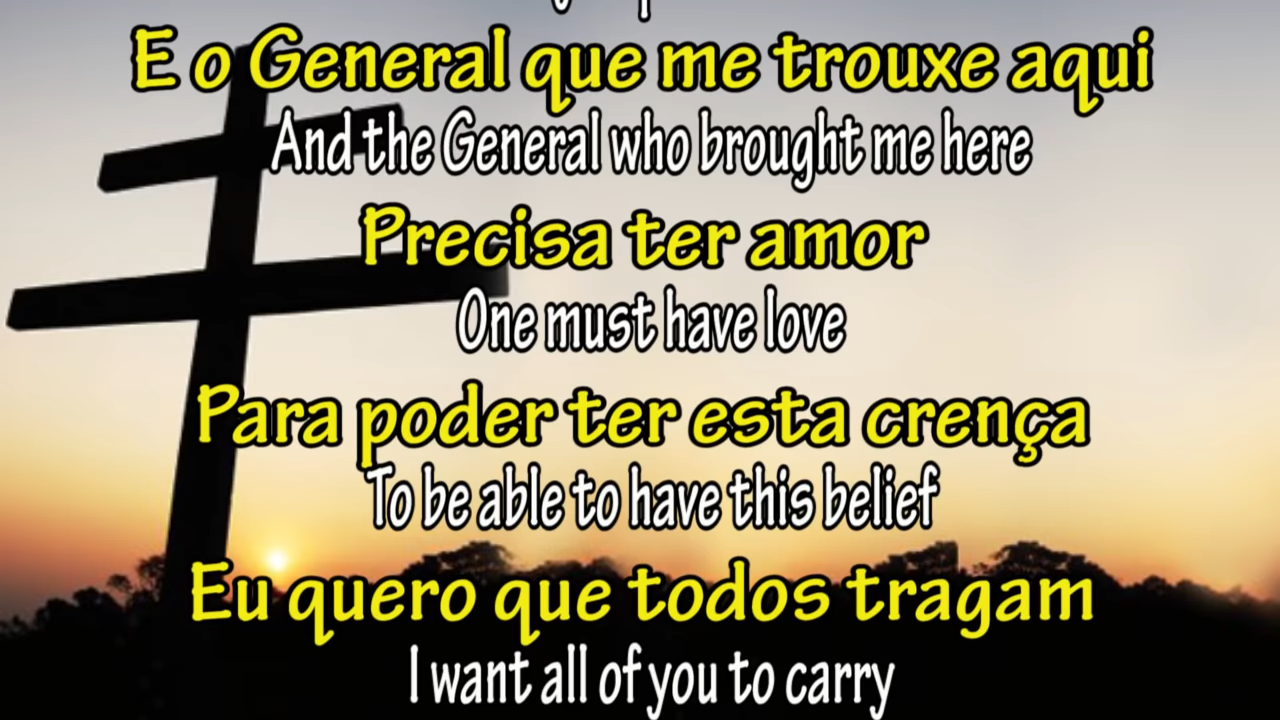 E o General que me trouxe aqui
And the General who brought me here
Precisa ter amor
One must have love
Para poder ter esta crença
To be able to have this belief
Eu quero que todos tragam
I want all of you to carry